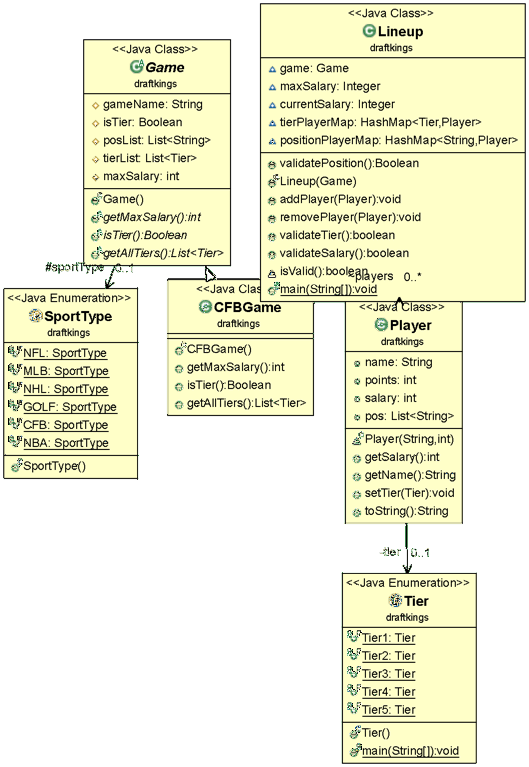 <<Java Class>>
Game
draftkings
gameName: String
isTier: Boolean
posList: List<String>
tierList: List<Tier>
maxSalary: int
Game()
getMaxSalary():int
isTier():Boolean
getAllTiers():List<Tier>
<<Java Class>>
Lineup
draftkings
game: Game
maxSalary: Integer
currentSalary: Integer
tierPlayerMap: HashMap<Tier,Player>
positionPlayerMap: HashMap<String,Player>
validatePosition():Boolean
Lineup(Game)
addPlayer(Player):void
removePlayer(Player):void
validateTier():boolean
validateSalary():boolean
isValid():boolean
main(String[]):void
#sportType 0..1
players 0..*
<<Java Enumeration>>
SportType
draftkings
NFL: SportType
MLB: SportType
NHL: SportType
GOLF: SportType
CFB: SportType
NBA: SportType
SportType()
<<Java Clas
CFBGame
draftkings
CFBGame()
getMaxSalary():int
isTier():Boolean
getAllTiers():List<Tier>
<<Java Class>>
Player
draftkings
name: String
points: int
salary: int
pos: List<String>
Player(String,int)
getSalary():int
getName():String
setTier(Tier):void
toString():String
-tier 0..1
<<Java Enumeration>>
Tier
draftkings
Tier1: Tier
Tier2: Tier
Tier3: Tier
Tier4: Tier
Tier5: Tier
Tier()
main(String[]):void